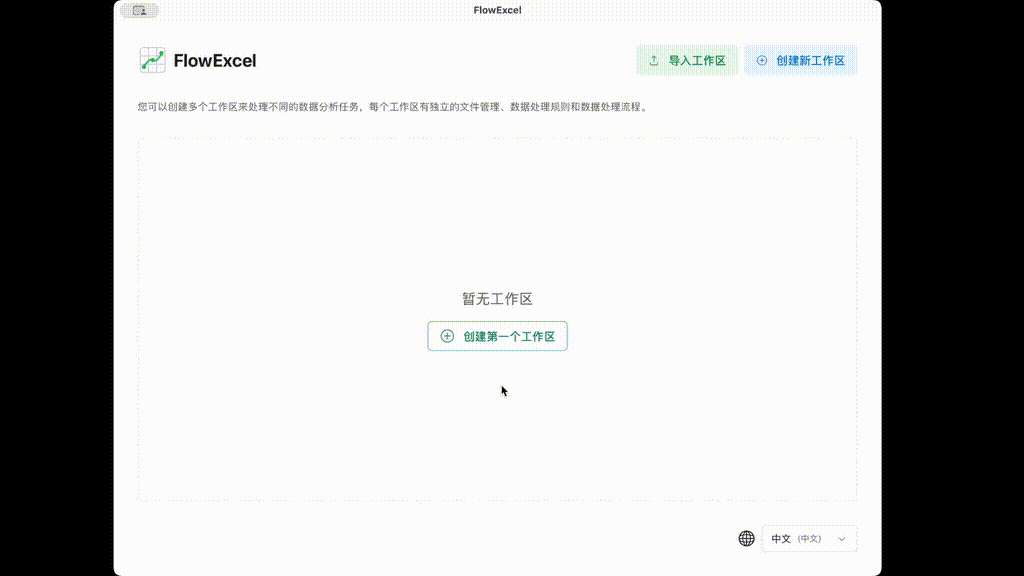 FlowExcel
FlowExcel
导入工作区
创建新工作区
您可以创建多个工作区来处理不同的数据分析任务，每个工作区有独立的文件管理、数据处理规则和数据处理流程。
暂无工作区
创建第一个工作区
中文 (中文)